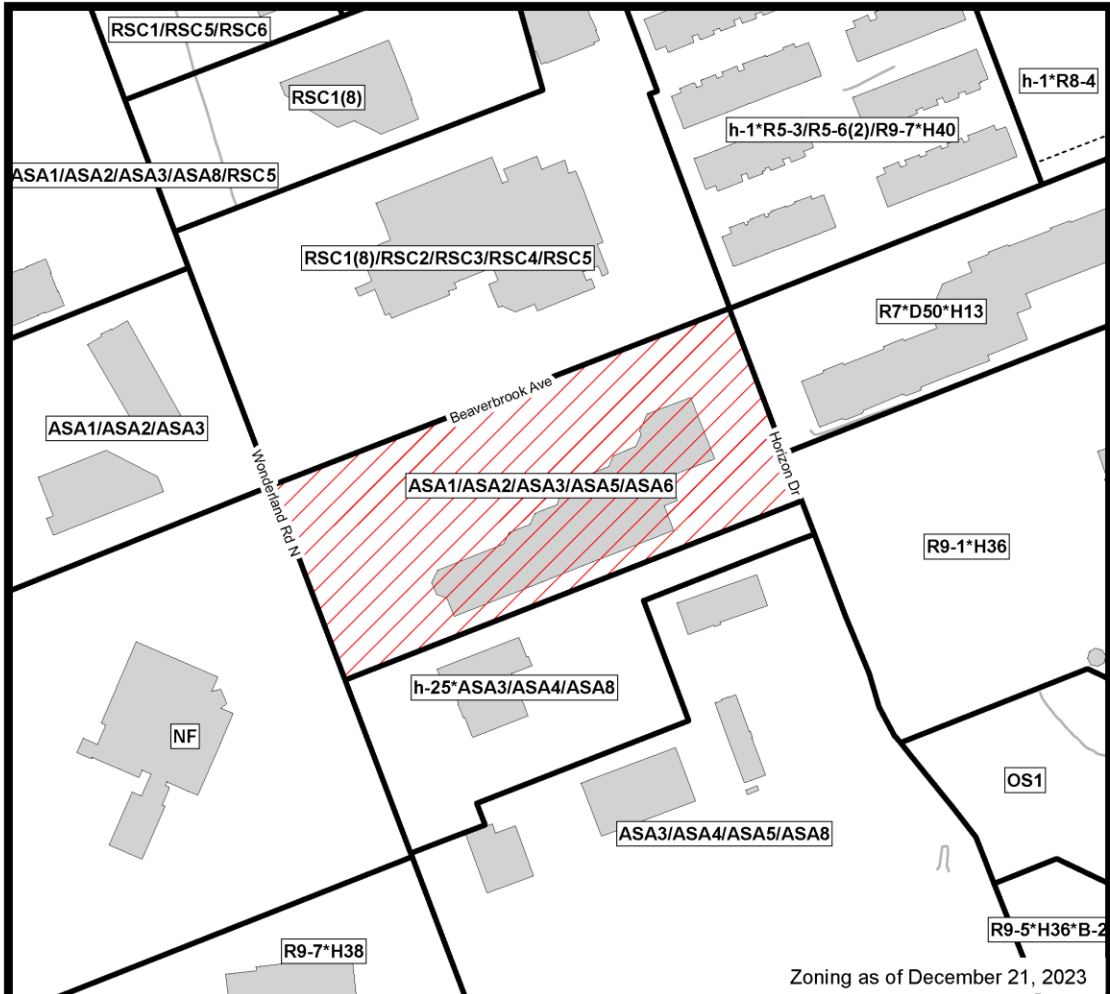 RSC1/RSC5/RSC6
RSC1(8)
h-1*R8-4
h-1*R5-3/R5-6(2)/R9-7*H40
ASA1/ASA2/ASA3/ASA8/RSC5
RSC1(8)/RSC2/RSC3/RSC4/RSC5
R7*D50*H13
Beaverbrook Ave
ASA1/ASA2/ASA3
Horizon Dr
Wonderland Rd N
ASA1/ASA2/ASA3/ASA5/ASA6
R9-1*H36
h-25*ASA3/ASA4/ASA8
NF
OS1
ASA3/ASA4/ASA5/ASA8
R9-5*H36*B-2
R9-7*H38
Zoning as of December 21, 2023